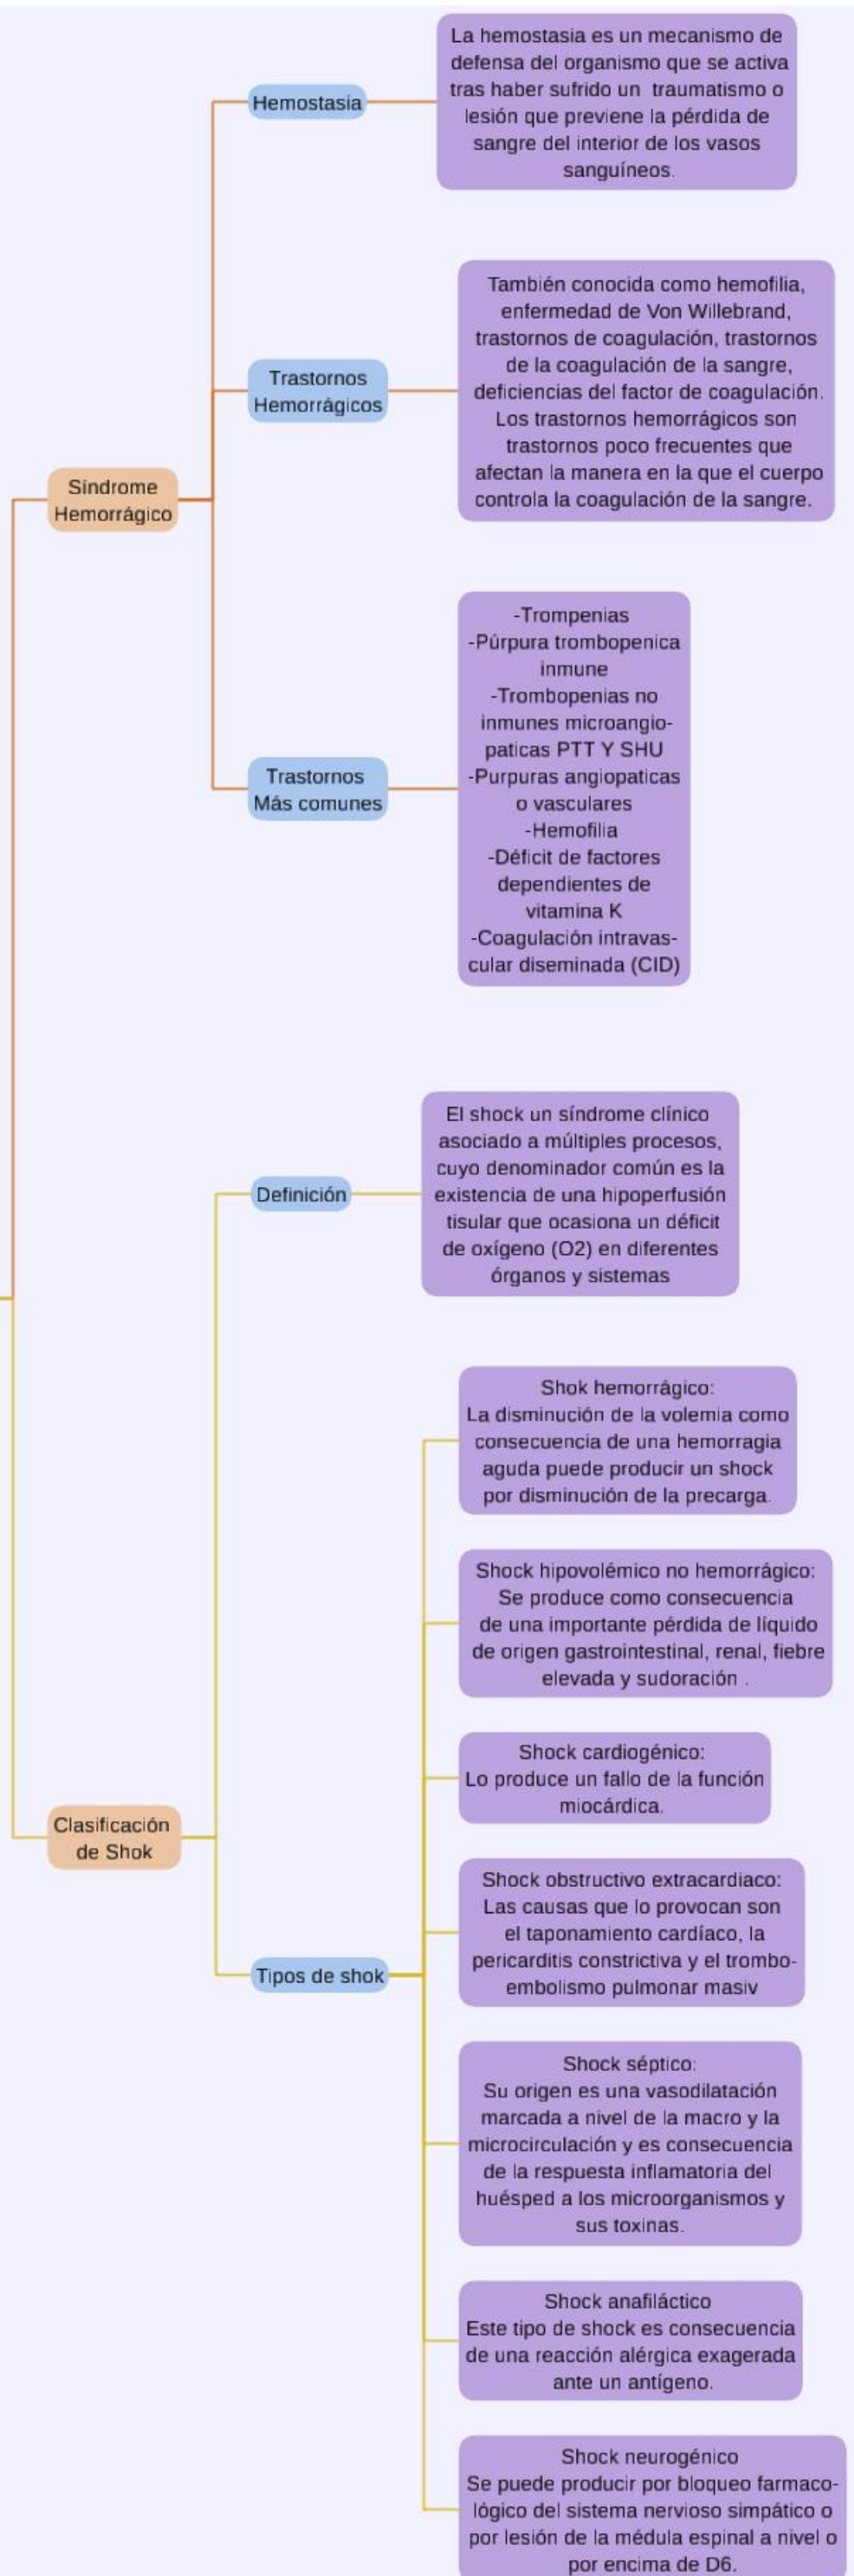 La hemostasia es un mecanismo de
defensa del organismo que se activa
tras haber sufrido un traumatismo o
lesión que previene la pérdida de
sangre del interior de los vasos
sanguíneos.
Hemostasia
También conocida como hemofilia,
enfermedad de Von Willebrand,
trastornos de coagulación, trastornos
de la coagulación de la sangre,
deficiencias del factor de coagulación.
Los trastornos hemorrágicos son
trastornos poco frecuentes que
afectan la manera en la que el cuerpo
controla la coagulación de la sangre.
Trastornos
Hemorrágicos
Síndrome
Hemorrágico
-Trompenias
-Púrpura trombopenica
inmune
-Trombopenias no
inmunes microangio-
paticas PTT Y SHU
-Purpuras angiopaticas
o vasculares
-Hemofilia
-Déficit de factores
dependientes de
vitamina K
-Coagulación intravas-
cular diseminada (CID)
Trastornos
Más comunes
El shock un síndrome clínico
asociado a múltiples procesos,
cuyo denominador común es la
existencia de una hipoperfusión
tisular que ocasiona un déficit
de oxígeno (O2) en diferentes
órganos y sistemas
Definición
Shok hemorrágico:
La disminución de la volemia como
consecuencia de una hemorragia
aguda puede producir un shock
por disminución de la precarga.
Shock hipovolémico no hemorrágico:
Se produce como consecuencia
de una importante pérdida de líquido
de origen gastrointestinal, renal, fiebre
elevada y sudoración .
Shock cardiogénico:
Lo produce un fallo de la función
miocárdica.
Clasificación
de Shok
Shock obstructivo extracardiaco:
Las causas que lo provocan son
el taponamiento cardíaco, la
pericarditis constrictiva y el trombo-
embolismo pulmonar masiv
Tipos de shok
Shock séptico:
Su origen es una vasodilatación
marcada a nivel de la macro y la
microcirculación y es consecuencia
de la respuesta inflamatoria del
huésped a los microorganismos y
sus toxinas.
Shock anafiláctico
Este tipo de shock es consecuencia
de una reacción alérgica exagerada
ante un antígeno.
Shock neurogénico
Se puede producir por bloqueo farmaco-
lógico del sistema nervioso simpático o
por lesión de la médula espinal a nivel o
por encima de D6.